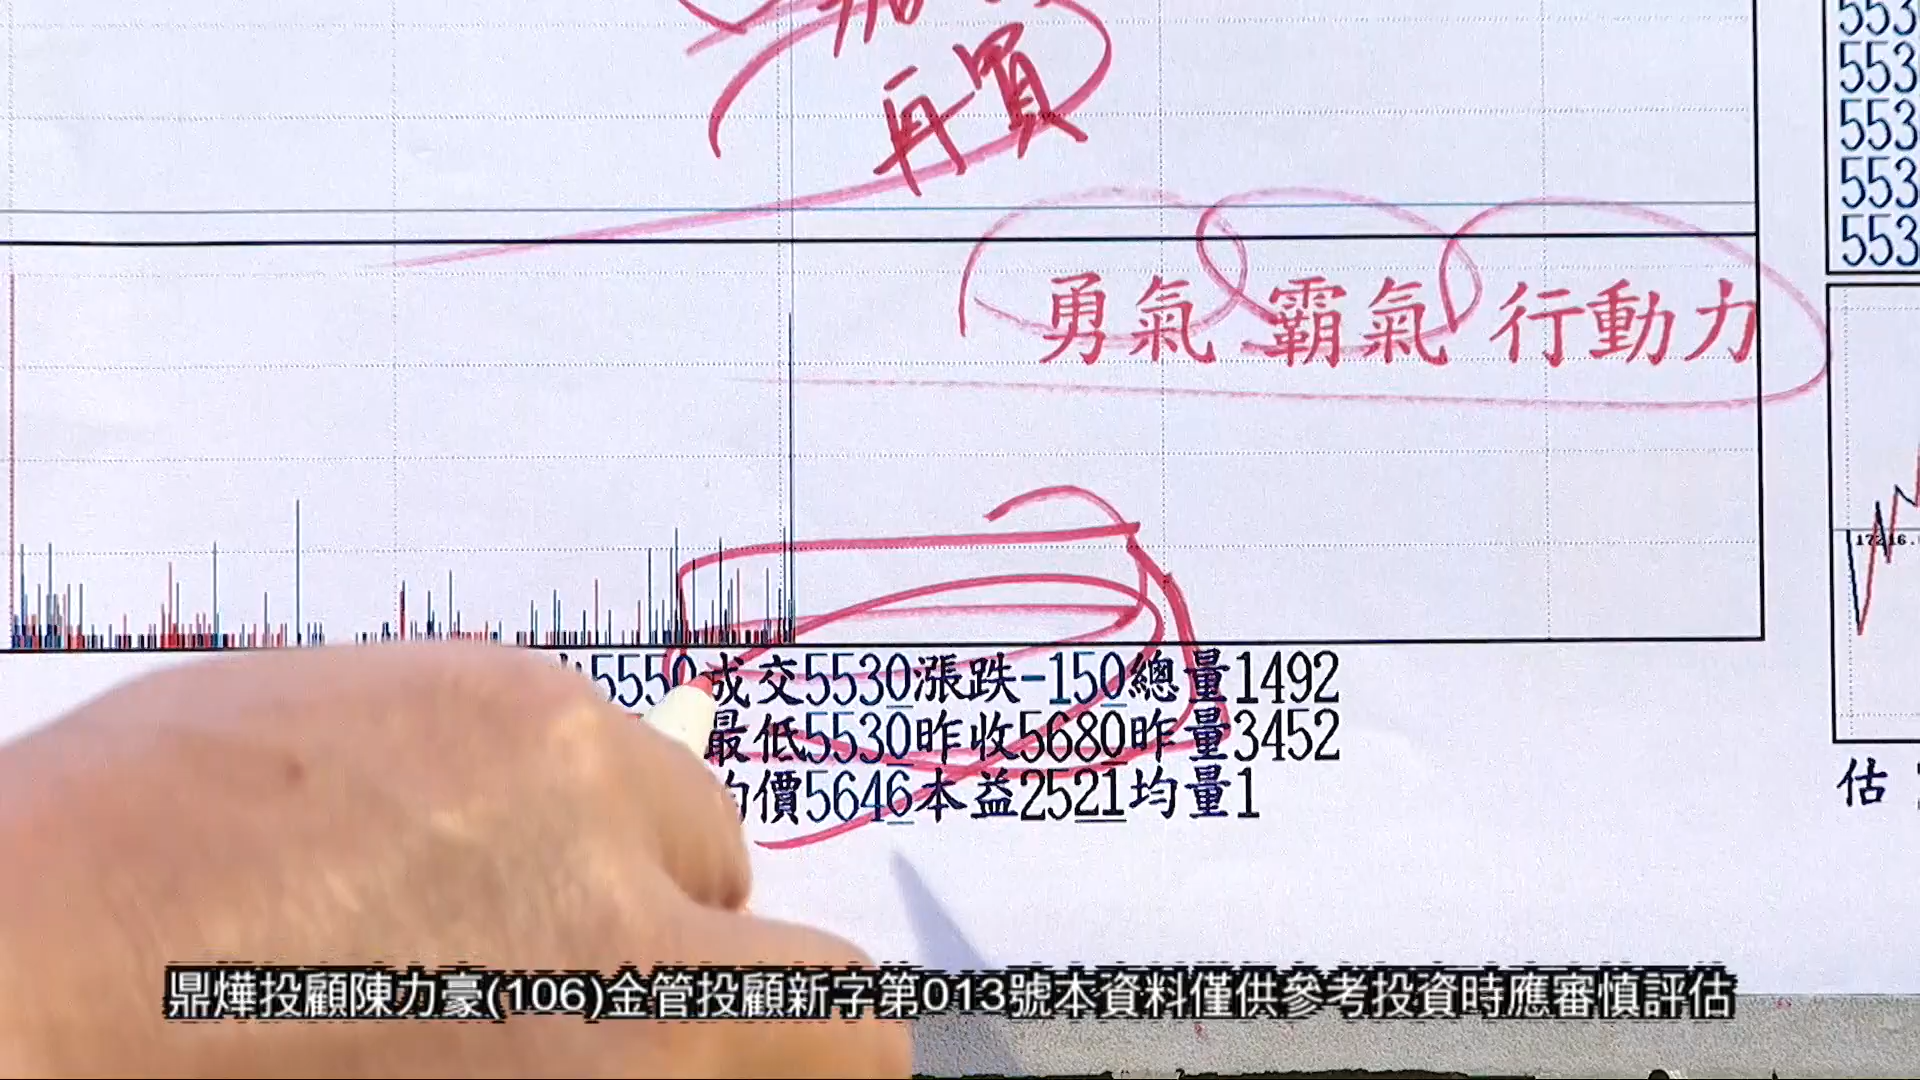 再買
勇氣 霸氣 行動力
553
553
553
553
553
17216.
5550成交5530漲跌-150總量1492
最低5530昨收5680昨量3452
均價5646本益2521均量1
估
鼎燁投顧陳力豪(106)金管投顧新字第013號本資料僅供參考投資時應審慎評估